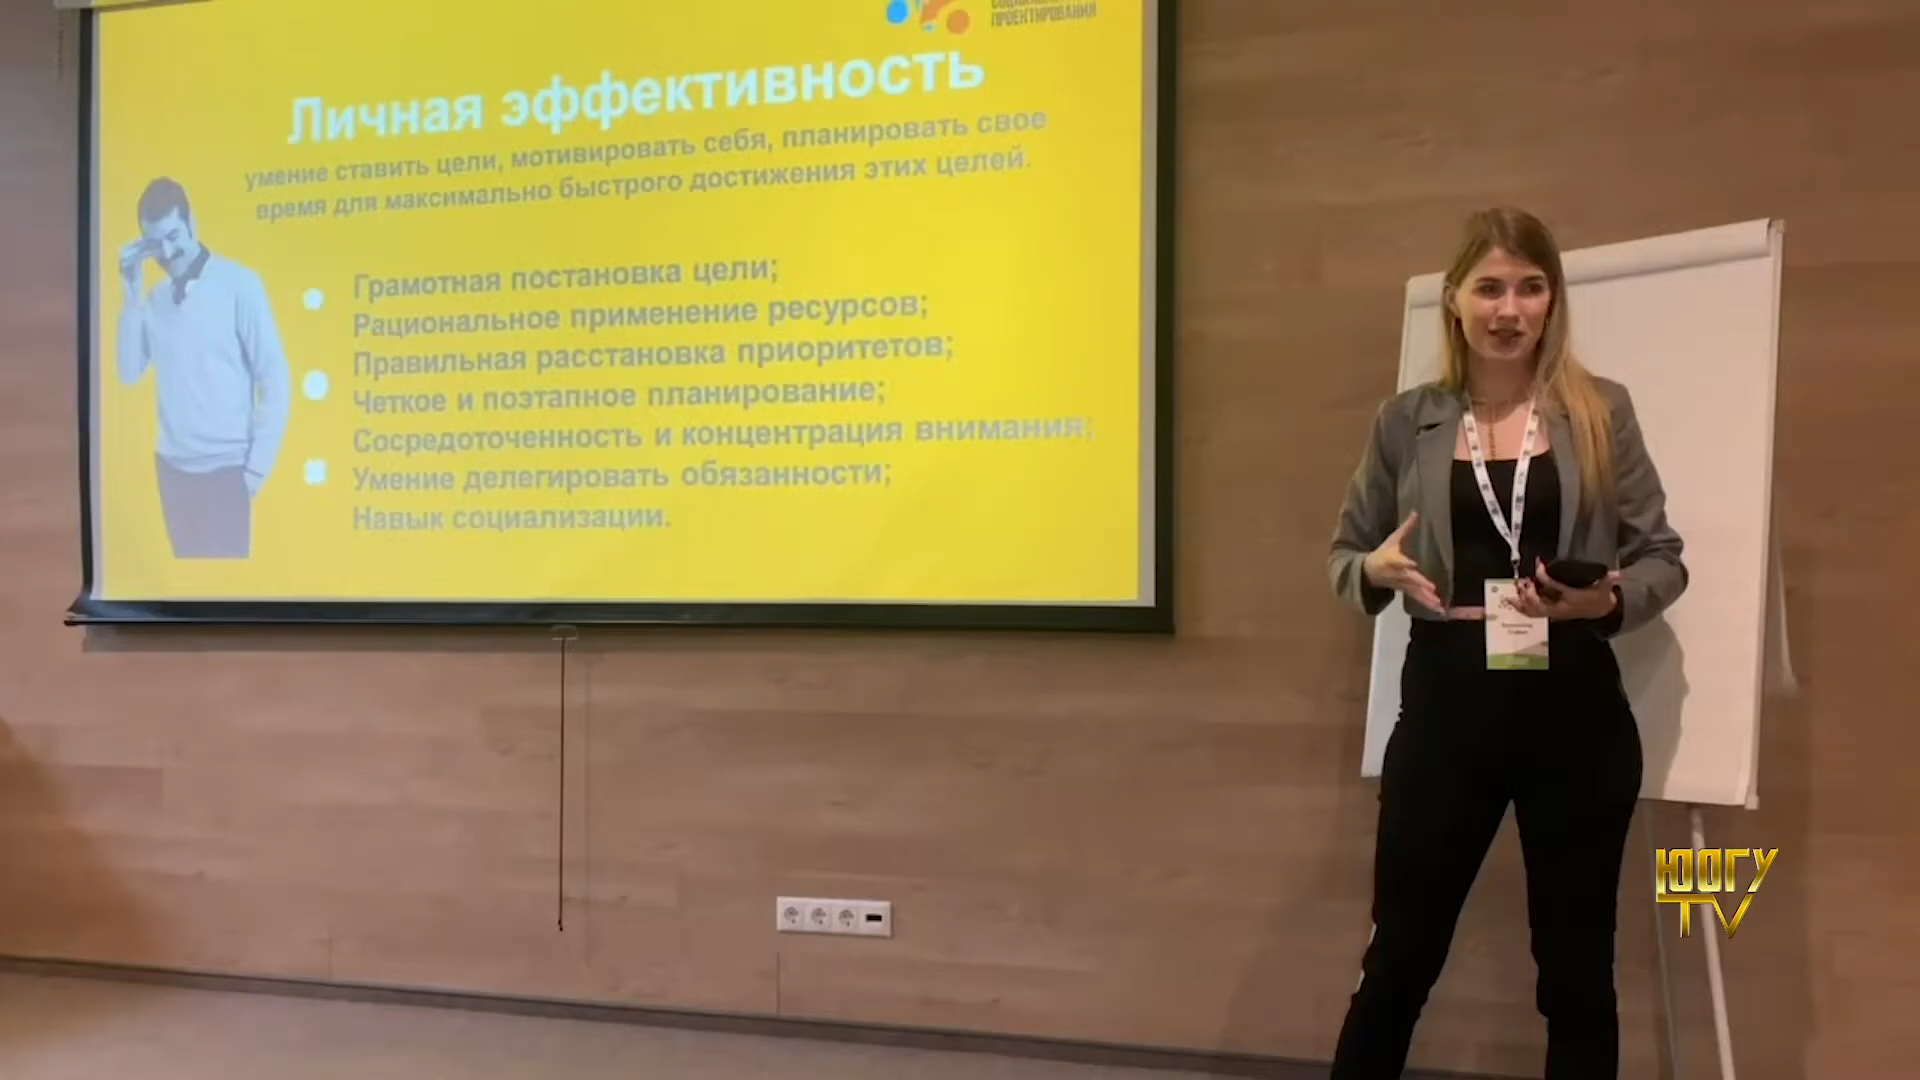 ПРОЕКТИРОВАНИЯ
Личная эффективность
умение ставить цели, мотивировать себя, планировать свое
время для максимально быстрого достижения этих целей.
Грамотная постановка цели;
Рациональное применение ресурсов;
Правильная расстановка приоритетов;
Четкое и поэтапное планирование;
Сосредоточенность и концентрация внимания;
Умение делегировать обязанности;
Навык социализации.
ЮОГУ
TV